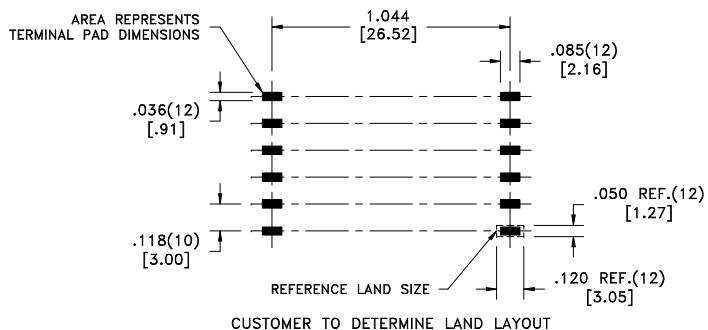 AREA REPRESENTS
TERMINAL PAD DIMENSIONS
1.044
[26.52]
.085(12)
[2.16]
.036(12)
[.91]
.050 REF.(12)
[1.27]
.118(10)
[3.00]
REFERENCE LAND SIZE
.120 REF.(12)
[3.05]
CUSTOMER TO DETERMINE LAND LAYOUT